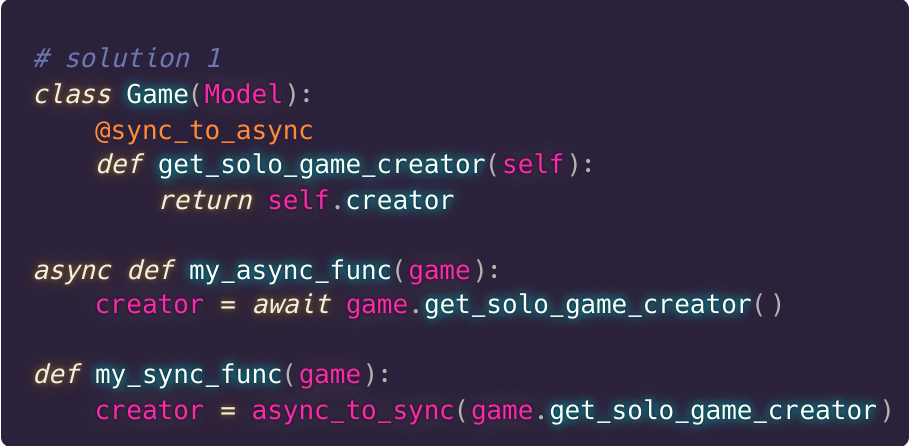 # solution 1
class Game(Model):
    @sync_to_async
    def get_solo_game_creator(self):
        return self.creator

async def my_async_func(game):
    creator = await game.get_solo_game_creator()

def my_sync_func(game):
    creator = async_to_sync(game.get_solo_game_creator)